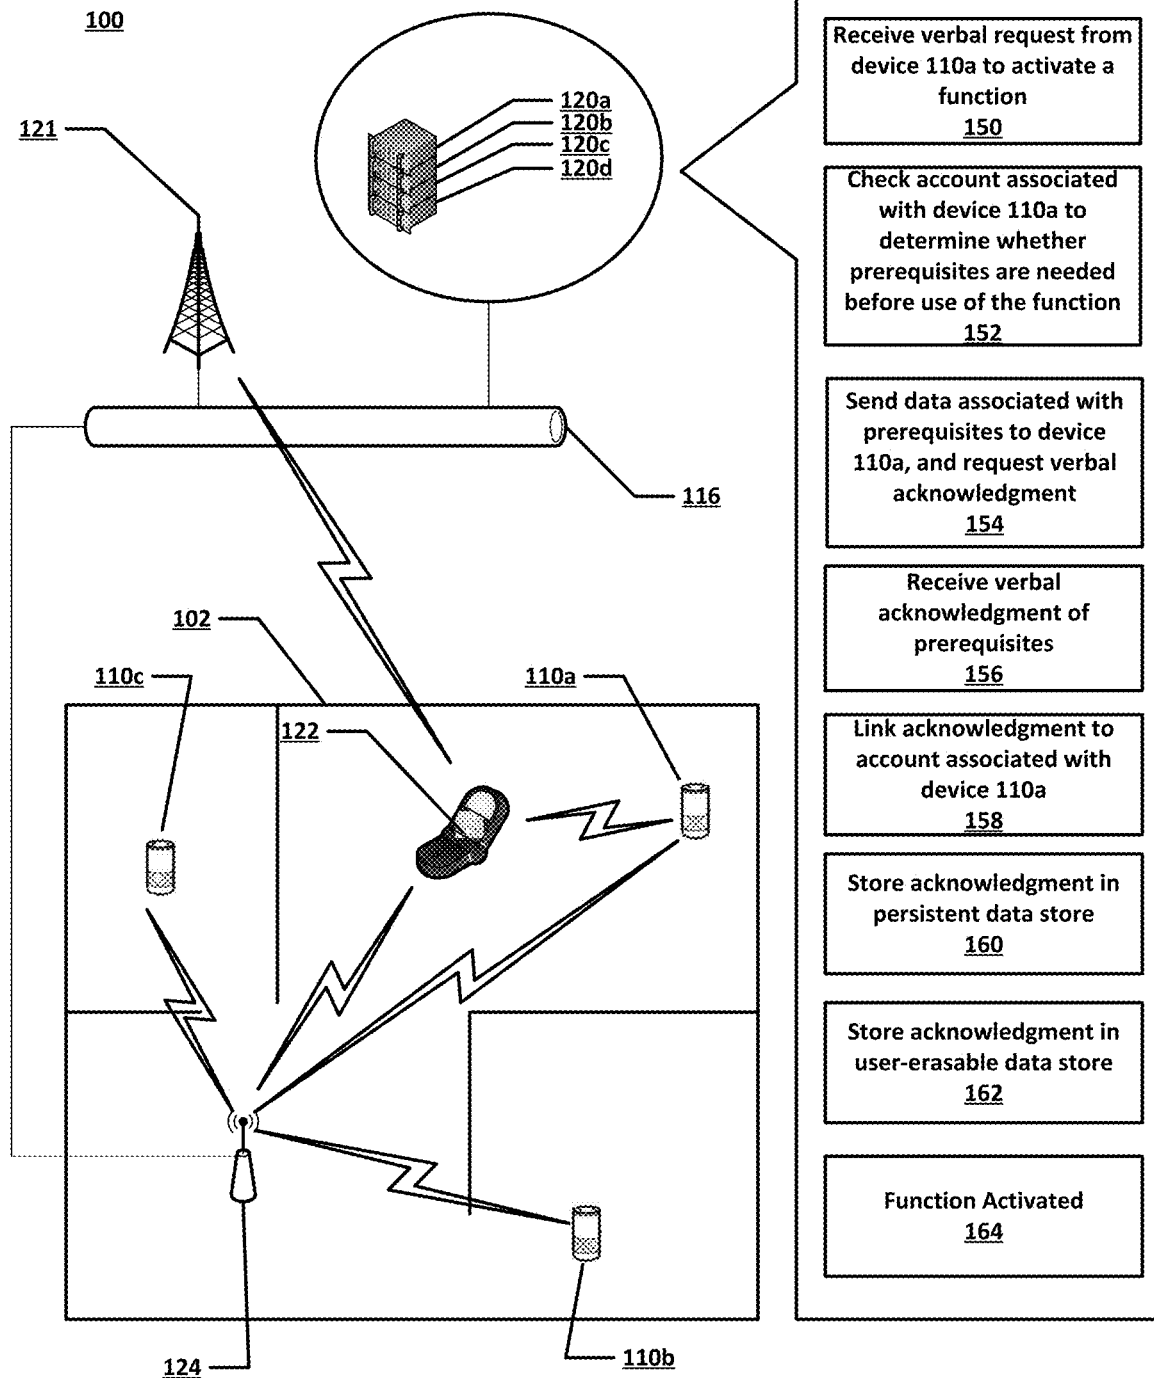 100
121
120a
120b
120c
120d
116
102
110c
110a
122
124
110b
Receive verbal request from
device 110a to activate a
function
150
Check account associated
with device 110a to
determine whether
prerequisites are needed
before use of the function
152
Send data associated with
prerequisites to device
110a, and request verbal
acknowledgment
154
Receive verbal
acknowledgment of
prerequisites
156
Link acknowledgment to
account associated with
device 110a
158
Store acknowledgment in
persistent data store
160
Store acknowledgment in
user-erasable data store
162
Function Activated
164